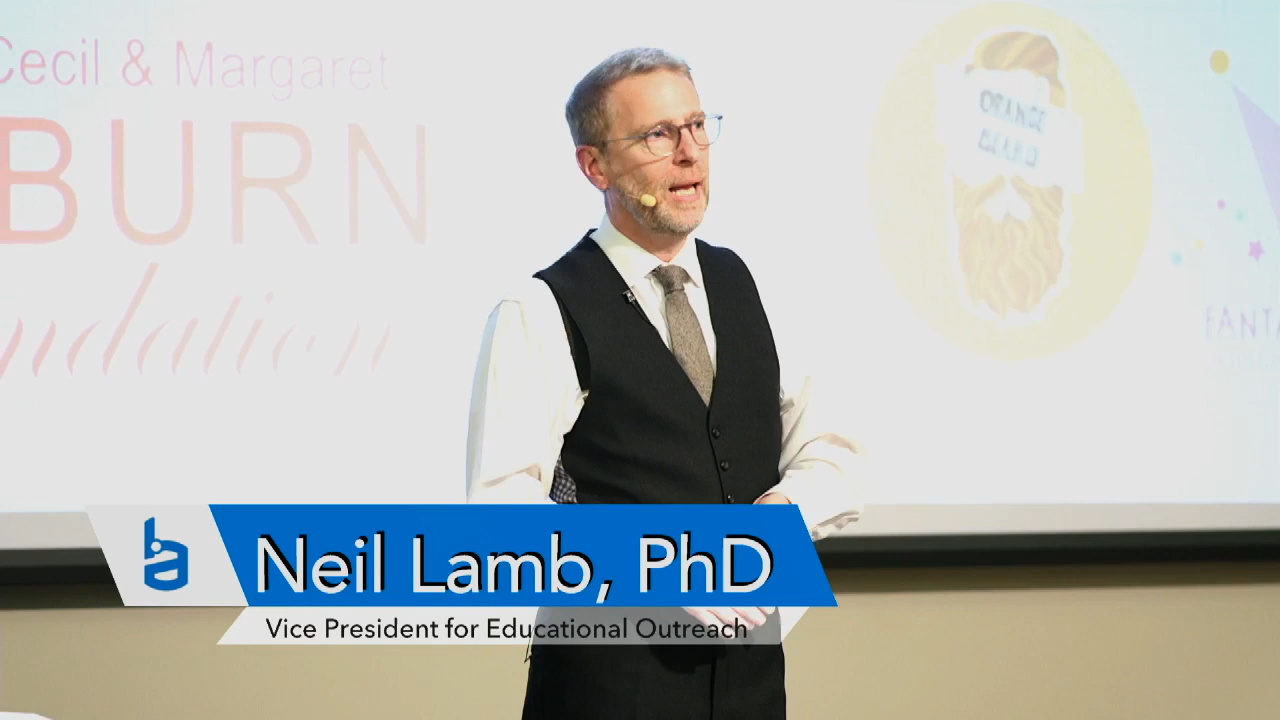 Cecil & Margaret
BURN
ndation
ORANGE
BEARD
FANTA
Neil Lamb, PhD
Vice President for Educational Outreach